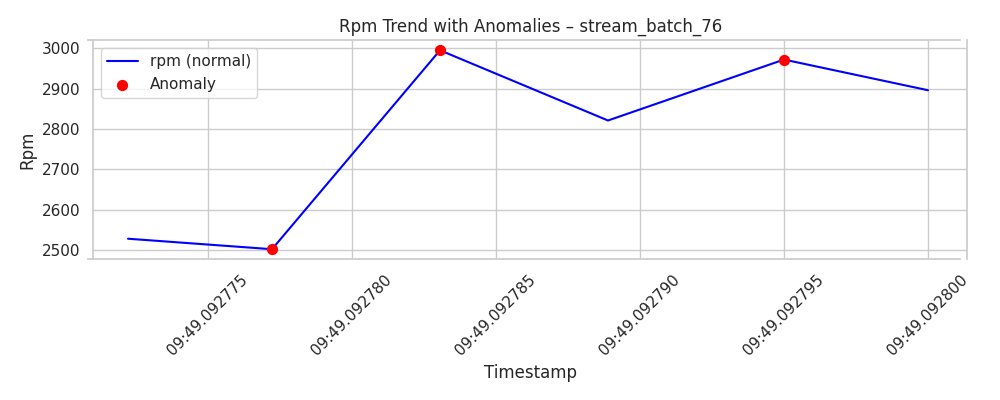 Rpm Trend with Anomalies – stream_batch_76
rpm (normal)
Anomaly
Rpm
3000
2900
2800
2700
2600
2500
09:49.092775
09:49.092780
09:49.092785
09:49.092790
09:49.092795
09:49.092800
Timestamp